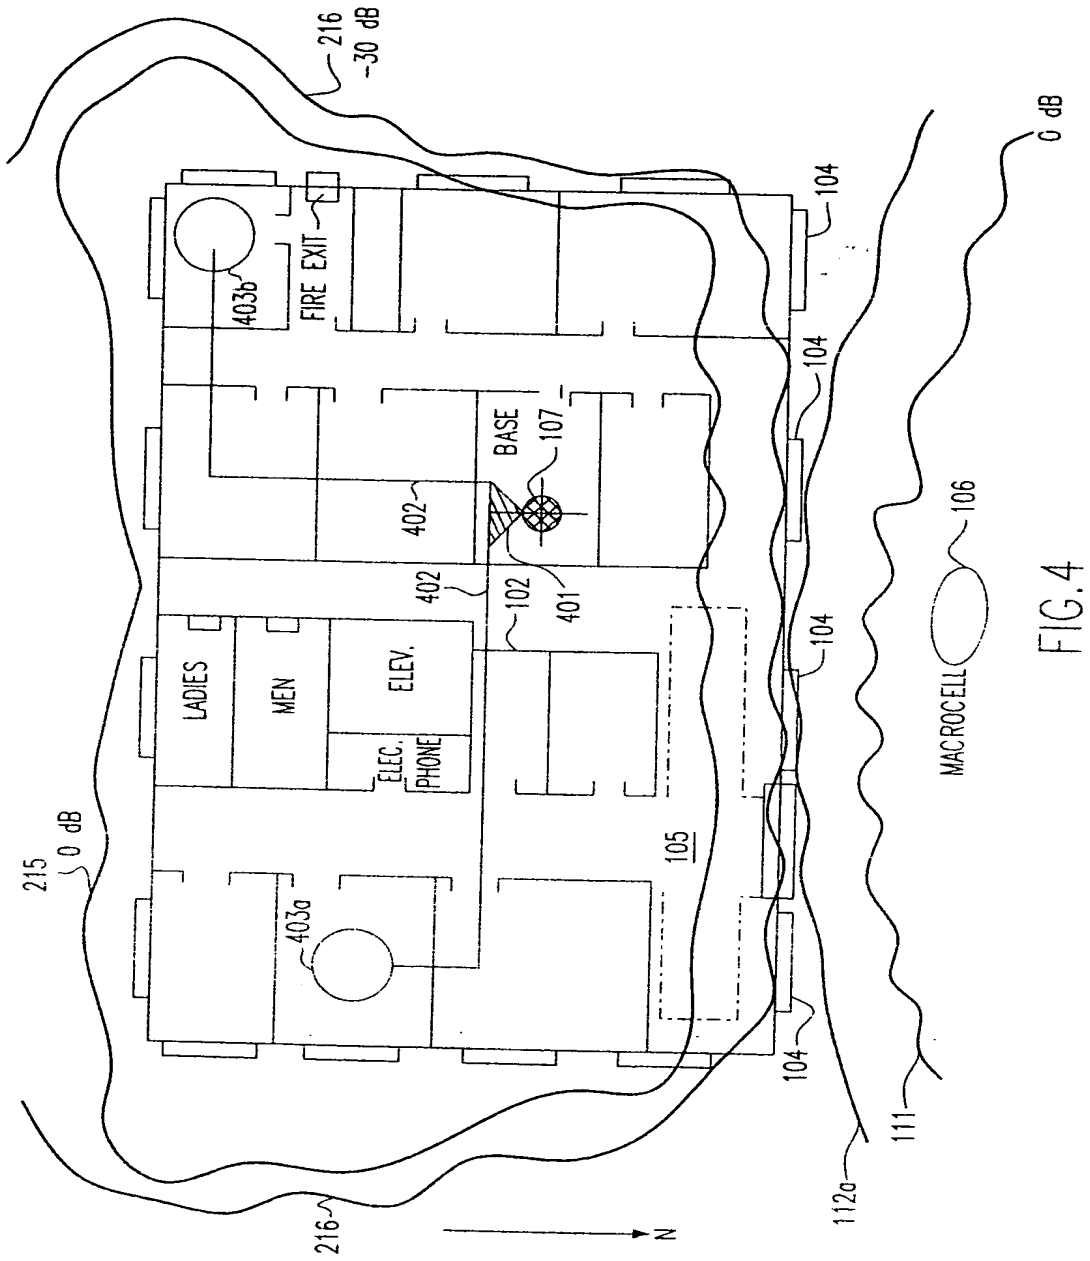 216
-30 dB
0 dB
104
403b
FIRE EXIT
104
BASE
107
402
106
402
102
401
104
LADIES
MEN
ELEV.
ELEC.
PHONE
MACROCELL
105
215
0 dB
403a
104
111
112a
216
N
FIG.4